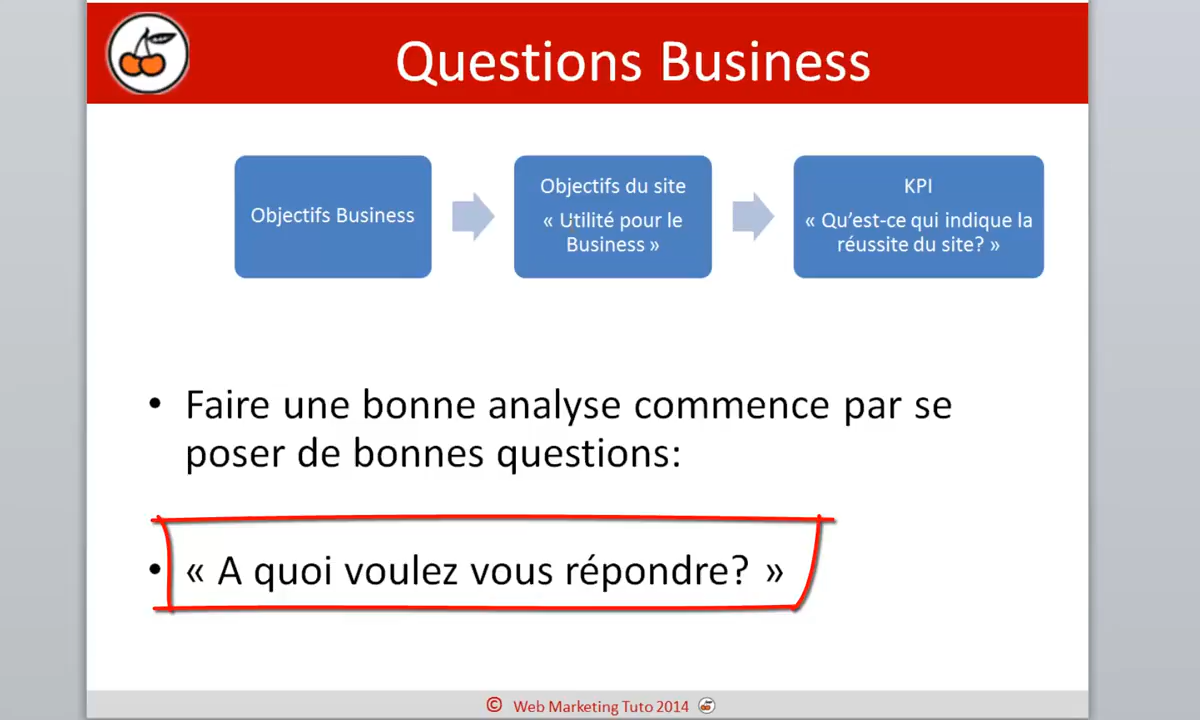 Questions Business
Objectifs Business
Objectifs du site
« Utilité pour le
Business »
KPI
« Qu'est-ce qui indique la
réussite du site? »
• Faire une bonne analyse commence par se
poser de bonnes questions:
• « A quoi voulez vous répondre? »
© Web Marketing Tuto 2014